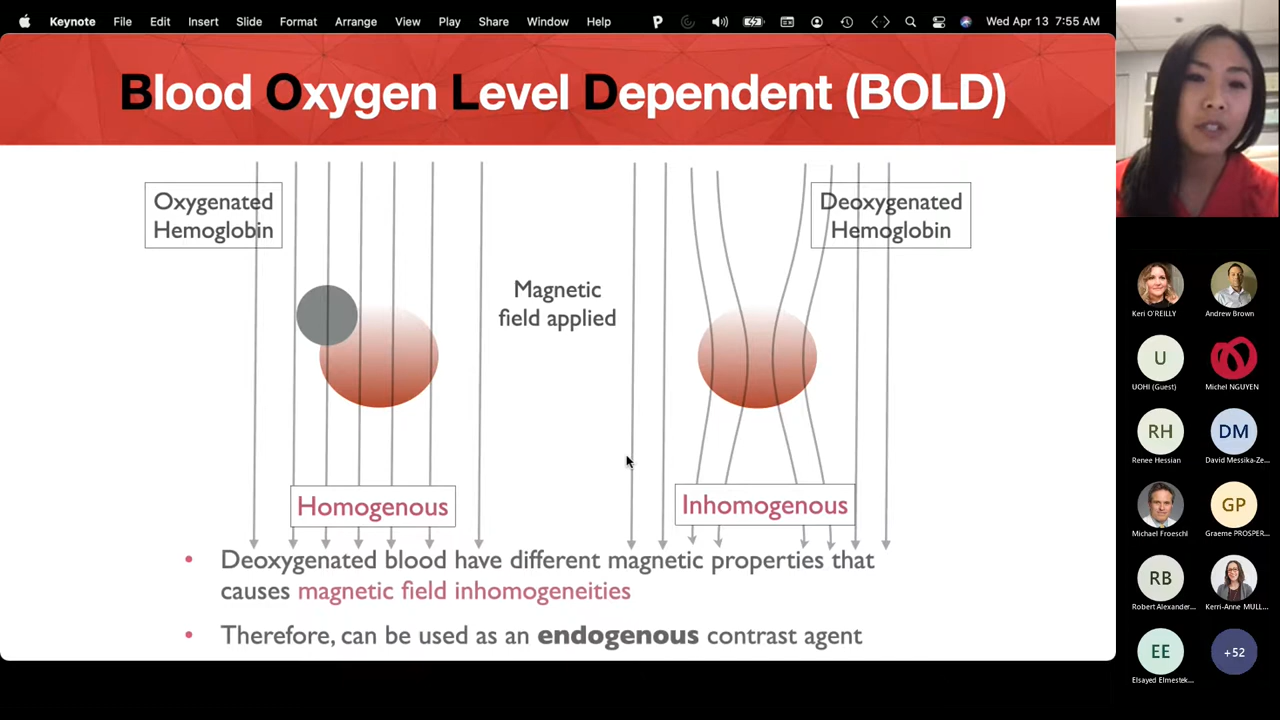 Keynote File Edit Insert Slide Format Arrange View Play Share Window Help Wed Apr 13 7:55 AM
Blood Oxygen Level Dependent (BOLD)
Oxygenated
Hemoglobin
Magnetic
field applied
Deoxygenated
Hemoglobin
Homogenous
Inhomogenous
• Deoxygenated blood have different magnetic properties that
causes magnetic field inhomogeneities
• Therefore, can be used as an endogenous contrast agent
Keri O'REILLY
Andrew Brown
U
UOHI (Guest)
Michel NGUYEN
RH
Renee Hessian
DM
David Messika-Ze...
Michael Froeschl
GP
Graeme PROSPER...
RB
Robert Alexander...
Kerri-Anne MULL...
EE
Elsayed Elmestek...
+52